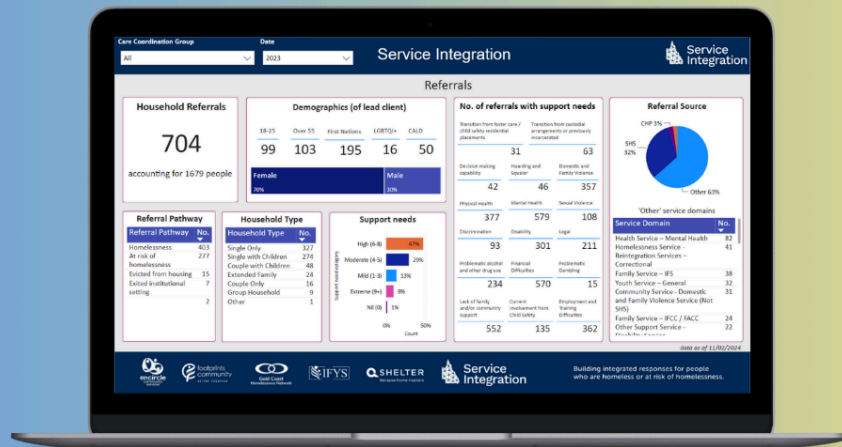 Care Coordination Group
Date
All
2023
Service Integration
Service
Integration
Referrals
Household Referrals
704
accounting for 1679 people
Demographics (of lead client)
18-25
Over 55
First Nations
LGBTQ/+
CALD
99
103
195
16
50
Female
70%
Male
30%
No. of referrals with support needs
Transition from foster care /
child safety residential
placements
Transition from custodial
arrangements or previously
incarcerated
31
63
Decision making
capability
Hoarding and
Squalor
Domestic and
Family Violence
42
46
357
Physical Health
Mental Health
Sexual Violence
377
579
108
Discrimination
Disability
Legal
93
301
211
Problematic alcohol
and other drug use
Financial
Difficulties
Problematic
Gambling
234
570
15
Lack of family
and/or community
support
Current
involvement from
Child Safety
Employment and
Training
Difficulties
552
135
362
Referral Source
CHP 3%
SHS
32%
Other 63%
'Other' service domains
Service Domain
No.
Health Service – Mental Health
82
Homelessness Service -
Reintegration Services –
Correctional
41
Family Service – IFS
38
Youth Service – General
32
Community Service - Domestic
and Family Violence Service (Not
SHS)
31
Family Service – IFCC / FACC
24
Other Support Service -
22
Disability Service
Referral Pathway
Referral Pathway
No.
Homelessness
403
At risk of
homelessness
277
Evicted from housing
15
Exited institutional
setting
7
2
Household Type
Household Type
No.
Single Only
327
Single with Children
274
Couple with Children
48
Extended Family
24
Couple Only
16
Group Household
9
Other
1
Support needs
Support need category
High (6-8)
47%
Moderate (4-5)
29%
Mild (1-3)
13%
Extreme (9+)
9%
Nil (0)
1%
0%
50%
Count
data as of 11/02/2024
encircle
footprints
community
Gold Coast
Homelessness Network
IFYS
Q SHELTER
Service
Integration
Building integrated responses for people
who are homeless or at risk of homelessness.